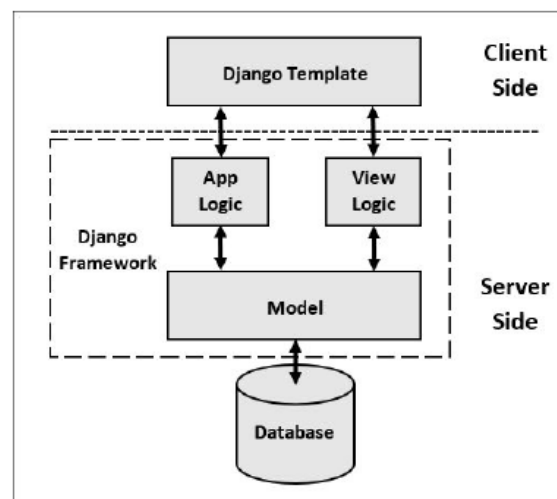 Client
Side
Django Template
App
Logic
View
Logic
Django
Framework
Model
Server
Side
Database